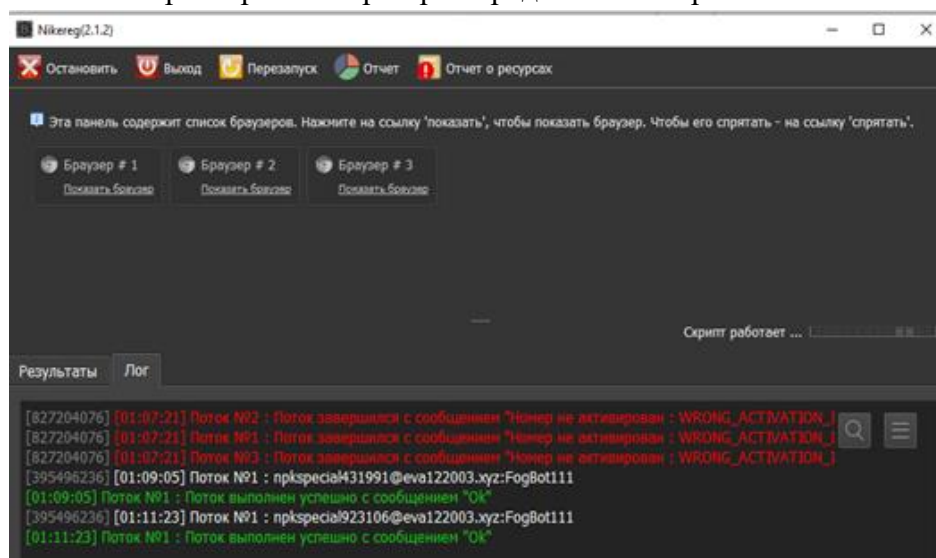 Nikereg(2.1.2)
Остановить Выход Перезапуск Отчет Отчет о ресурсах
Эта панель содержит список браузеров. Нажмите на ссылку 'показать', чтобы показать браузер. Чтобы его спрятать - на ссылку 'спрятать'.
Браузер # 1 Браузер # 2 Браузер # 3
Показать браузер Показать браузер Показать браузер
Скрипт работает ...
Результаты Лог
[827204076] [01:07:21] Поток №2 : Поток завершился с сообщением "Номер не активирован : WRONG_ACTIVATION_I
[827204076] [01:07:21] Поток №1 : Поток завершился с сообщением "Номер не активирован : WRONG_ACTIVATION_I
[827204076] [01:07:21] Поток №3 : Поток завершился с сообщением "Номер не активирован : WRONG_ACTIVATION_I
[395496236] [01:09:05] Поток №1 : npkspecial431991@eva122003.xyz:FogBot111
[01:09:05] Поток №1 : Поток выполнен успешно с сообщением "Ok"
[395496236] [01:11:23] Поток №1 : npkspecial923106@eva122003.xyz:FogBot111
[01:11:23] Поток №1 : Поток выполнен успешно с сообщением "Ok"